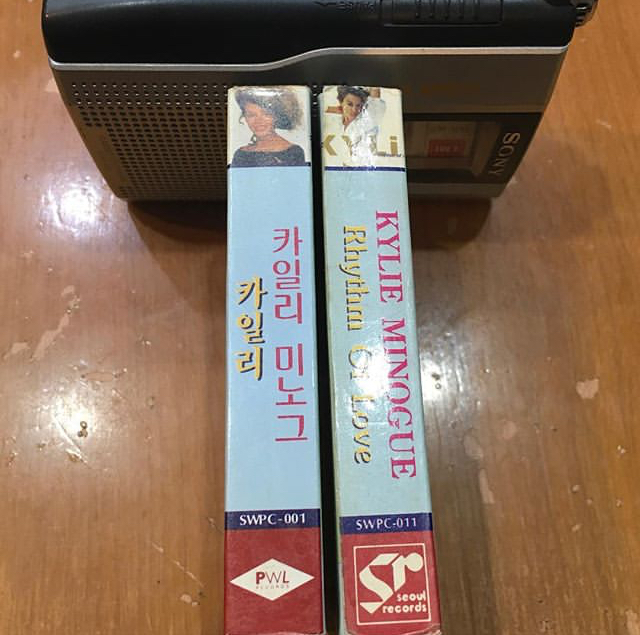 카일리 미노그
카일리
SWPC-001
PWL
RECORDS
KYLiE
KYLIE MINOGUE
Rhythm Of Love
SWPC-011
Sr
seoul
records
SONY